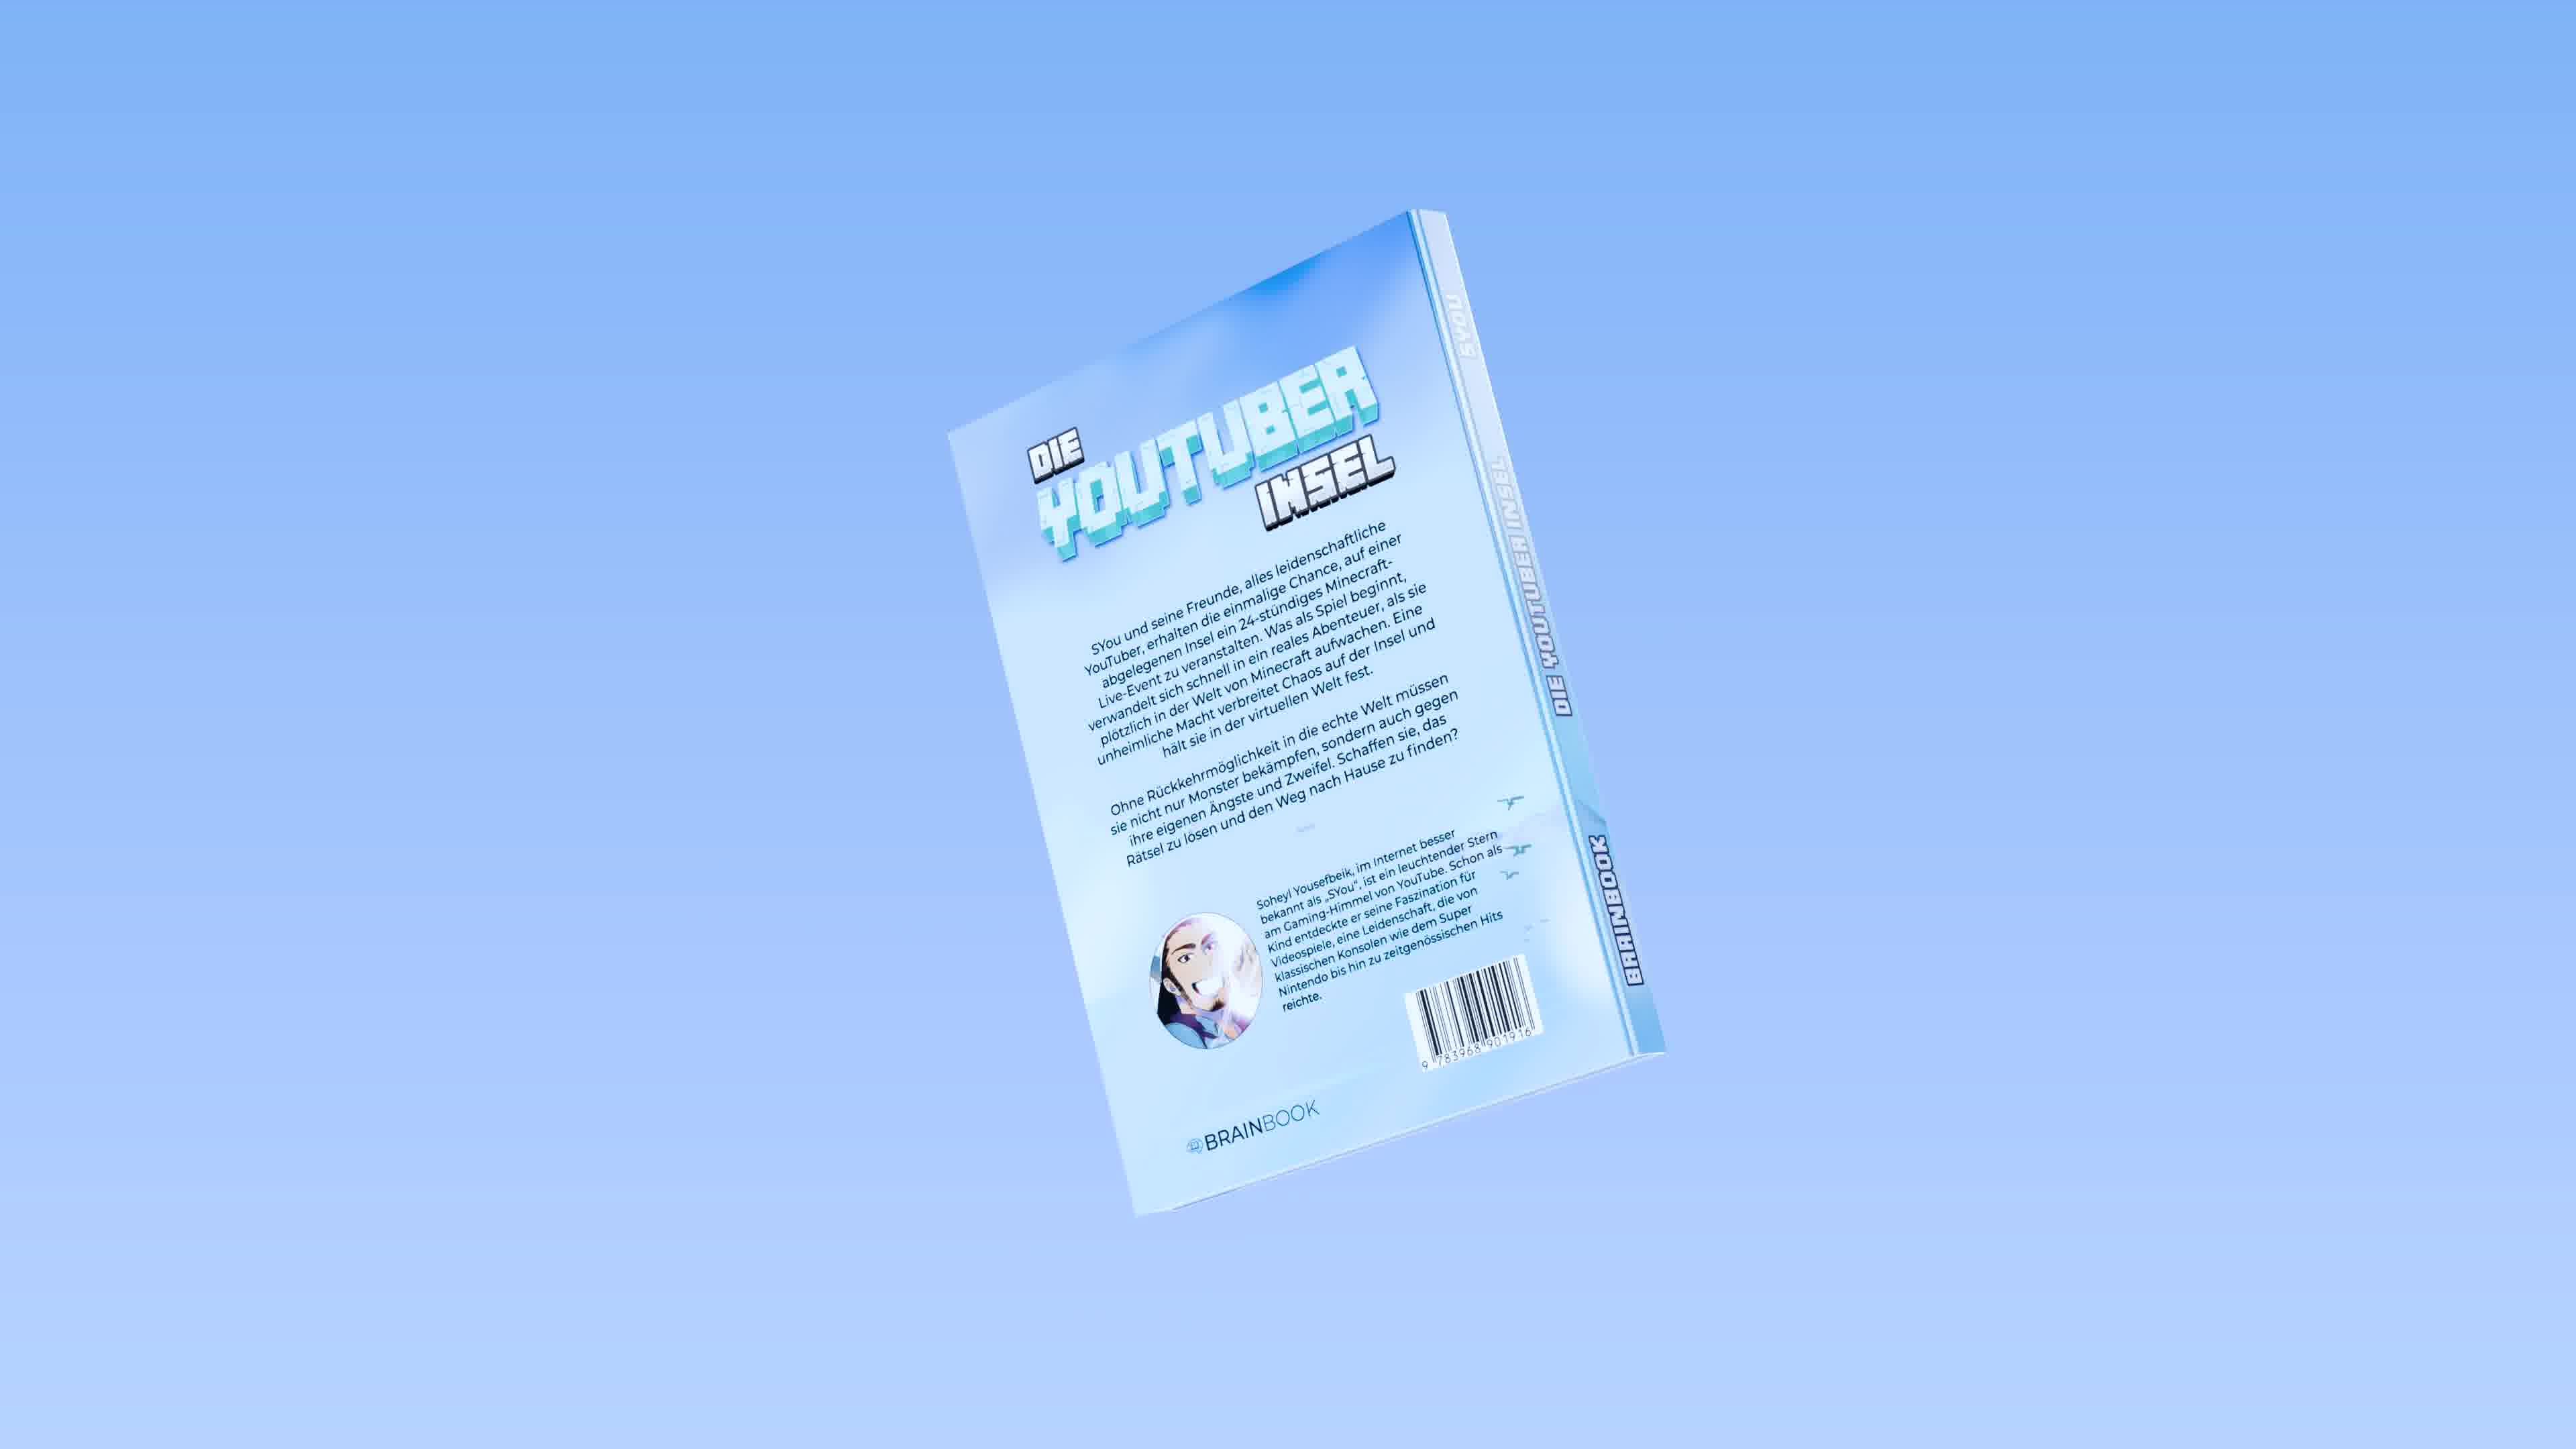 DIE
YOUTUBER
INSEL
SYou und seine Freunde, alles leidenschaftliche
YouTuber, erhalten die einmalige Chance, auf einer
abgelegenen Insel ein 24-stündiges Minecraft-
Live-Event zu veranstalten. Was als Spiel beginnt,
verwandelt sich schnell in ein reales Abenteuer, als sie
plötzlich in der Welt von Minecraft aufwachen. Eine
unheimliche Macht verbreitet Chaos auf der Insel und
hält sie in der virtuellen Welt fest.
Ohne Rückkehrmöglichkeit in die echte Welt müssen
sie nicht nur Monster bekämpfen, sondern auch gegen
ihre eigenen Ängste und Zweifel. Schaffen sie, das
Rätsel zu lösen und den Weg nach Hause zu finden?
Soheyl Yousefbeik, im Internet besser
bekannt als „SYou“, ist ein leuchtender Stern
am Gaming-Himmel von YouTube. Schon als
Kind entdeckte er seine Faszination für
Videospiele, eine Leidenschaft, die von
klassischen Konsolen wie dem Super
Nintendo bis hin zu zeitgenössischen Hits
reichte.
9 783968 901916
BRAINBOOK
SYOU
DIE YOUTUBER INSEL
BRAINBOOK